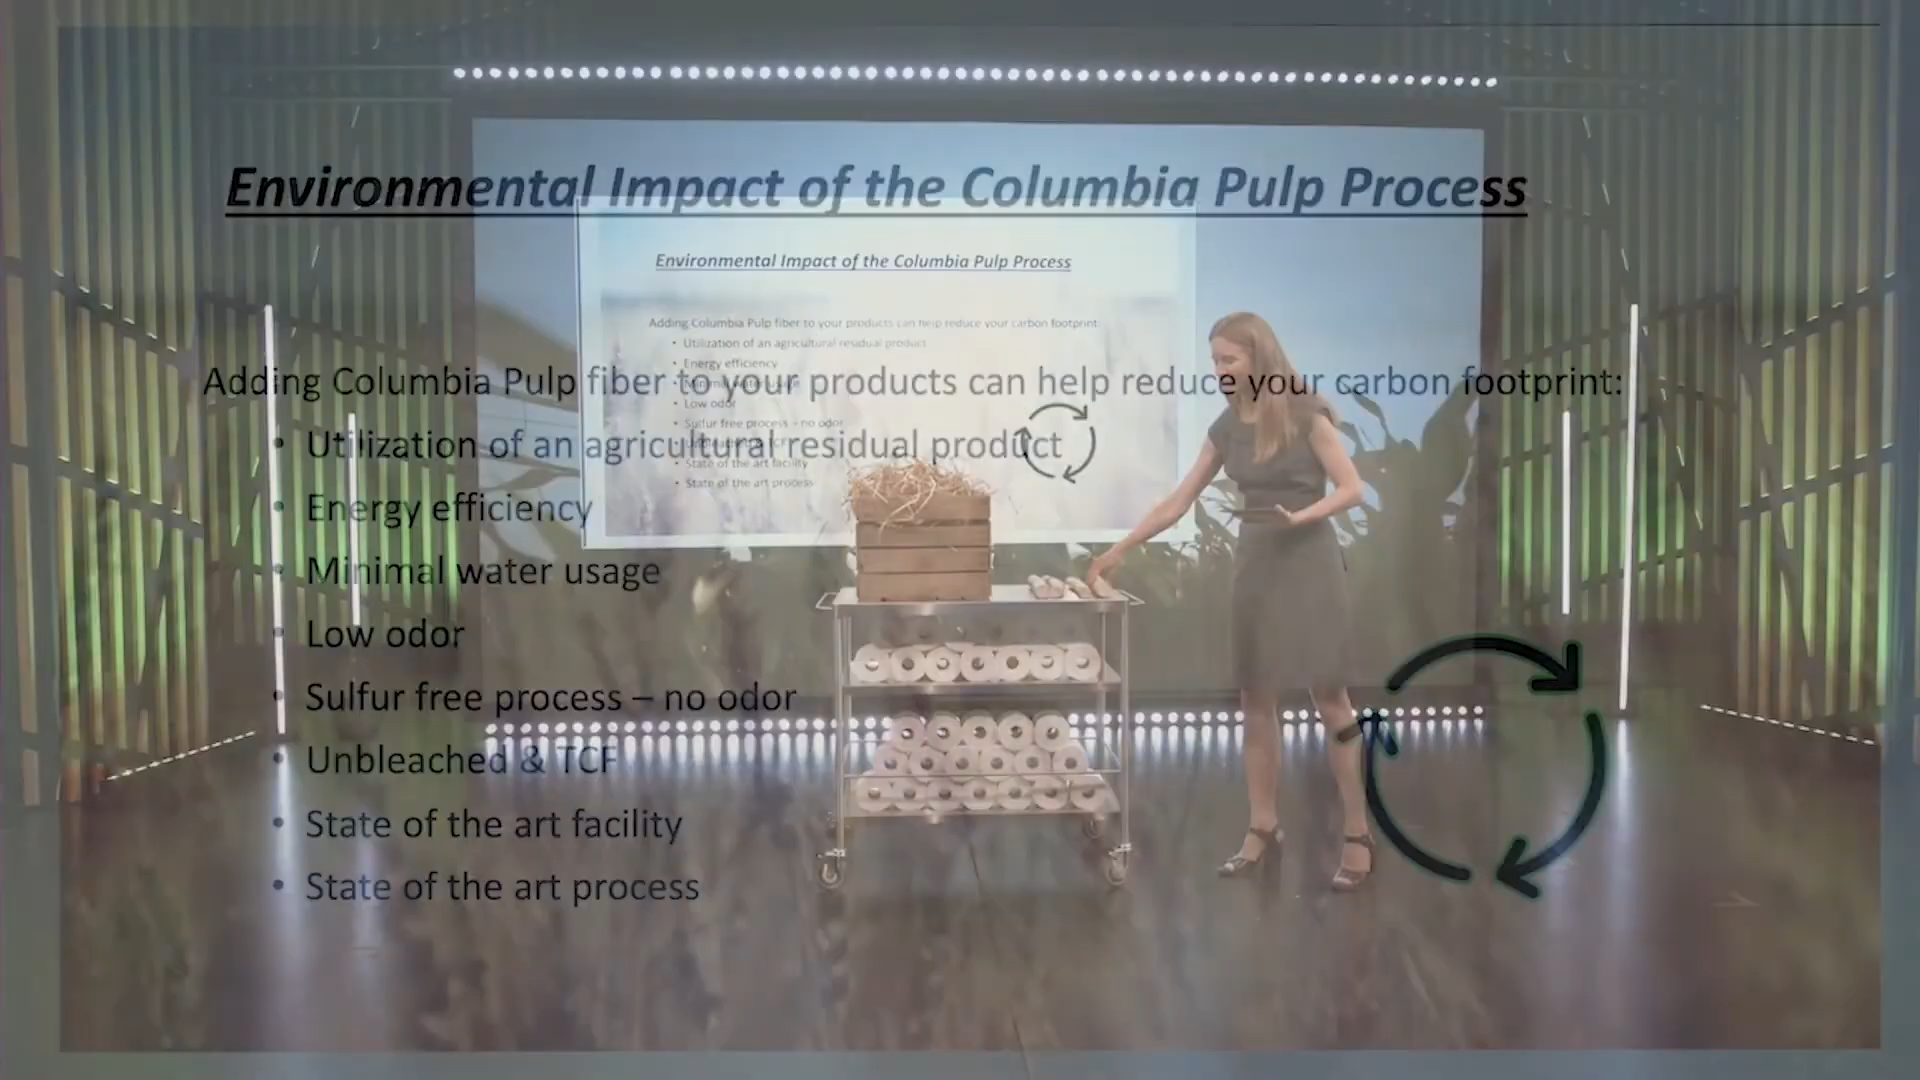 Environmental Impact of the Columbia Pulp Process
Adding Columbia Pulp fiber to your products can help reduce your carbon footprint:
• Utilization of an agricultural residual product
• Energy efficiency
• Minimal water usage
• Low odor
• Sulfur free process – no odor
• Unbleached & TCF
• State of the art facility
• State of the art process
Environmental Impact of the Columbia Pulp Process
Adding Columbia Pulp fiber to your products can help reduce your carbon footprint:
• Utilization of an agricultural residual product
• Energy efficiency
• Low odor
• Sulfur free process – no odor
• State of the art facility
• State of the art process